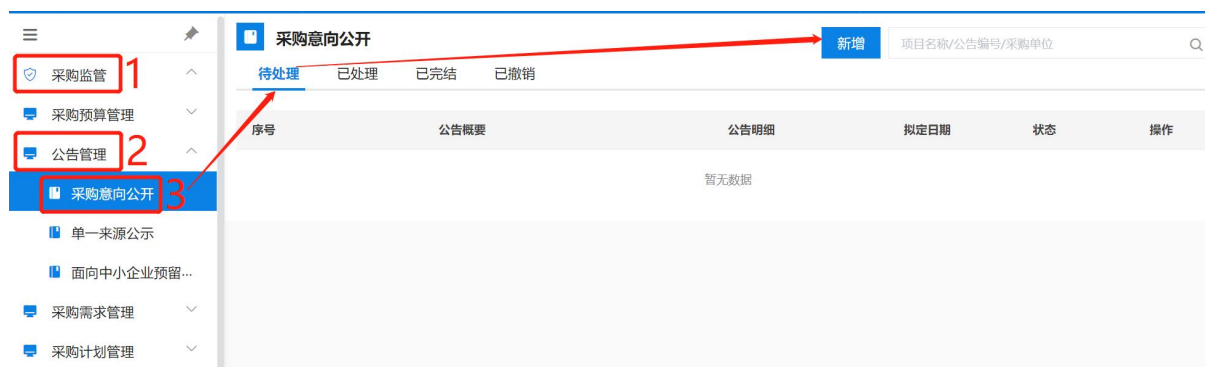 采购监管 1
采购预算管理
公告管理 2
采购意向公开 3
单一来源公示
面向中小企业预留...
采购需求管理
采购计划管理
采购意向公开
新增 项目名称/公告编号/采购单位
待处理 已处理 已完结 已撤销
序号 公告概要 公告明细 拟定日期 状态 操作
暂无数据